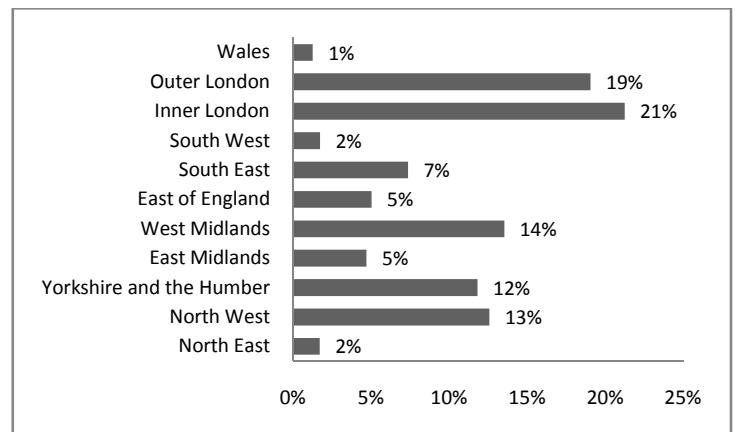 Wales 1%
Outer London 19%
Inner London 21%
South West 2%
South East 7%
East of England 5%
West Midlands 14%
East Midlands 5%
Yorkshire and the Humber 12%
North West 13%
North East 2%
0% 5% 10% 15% 20% 25%